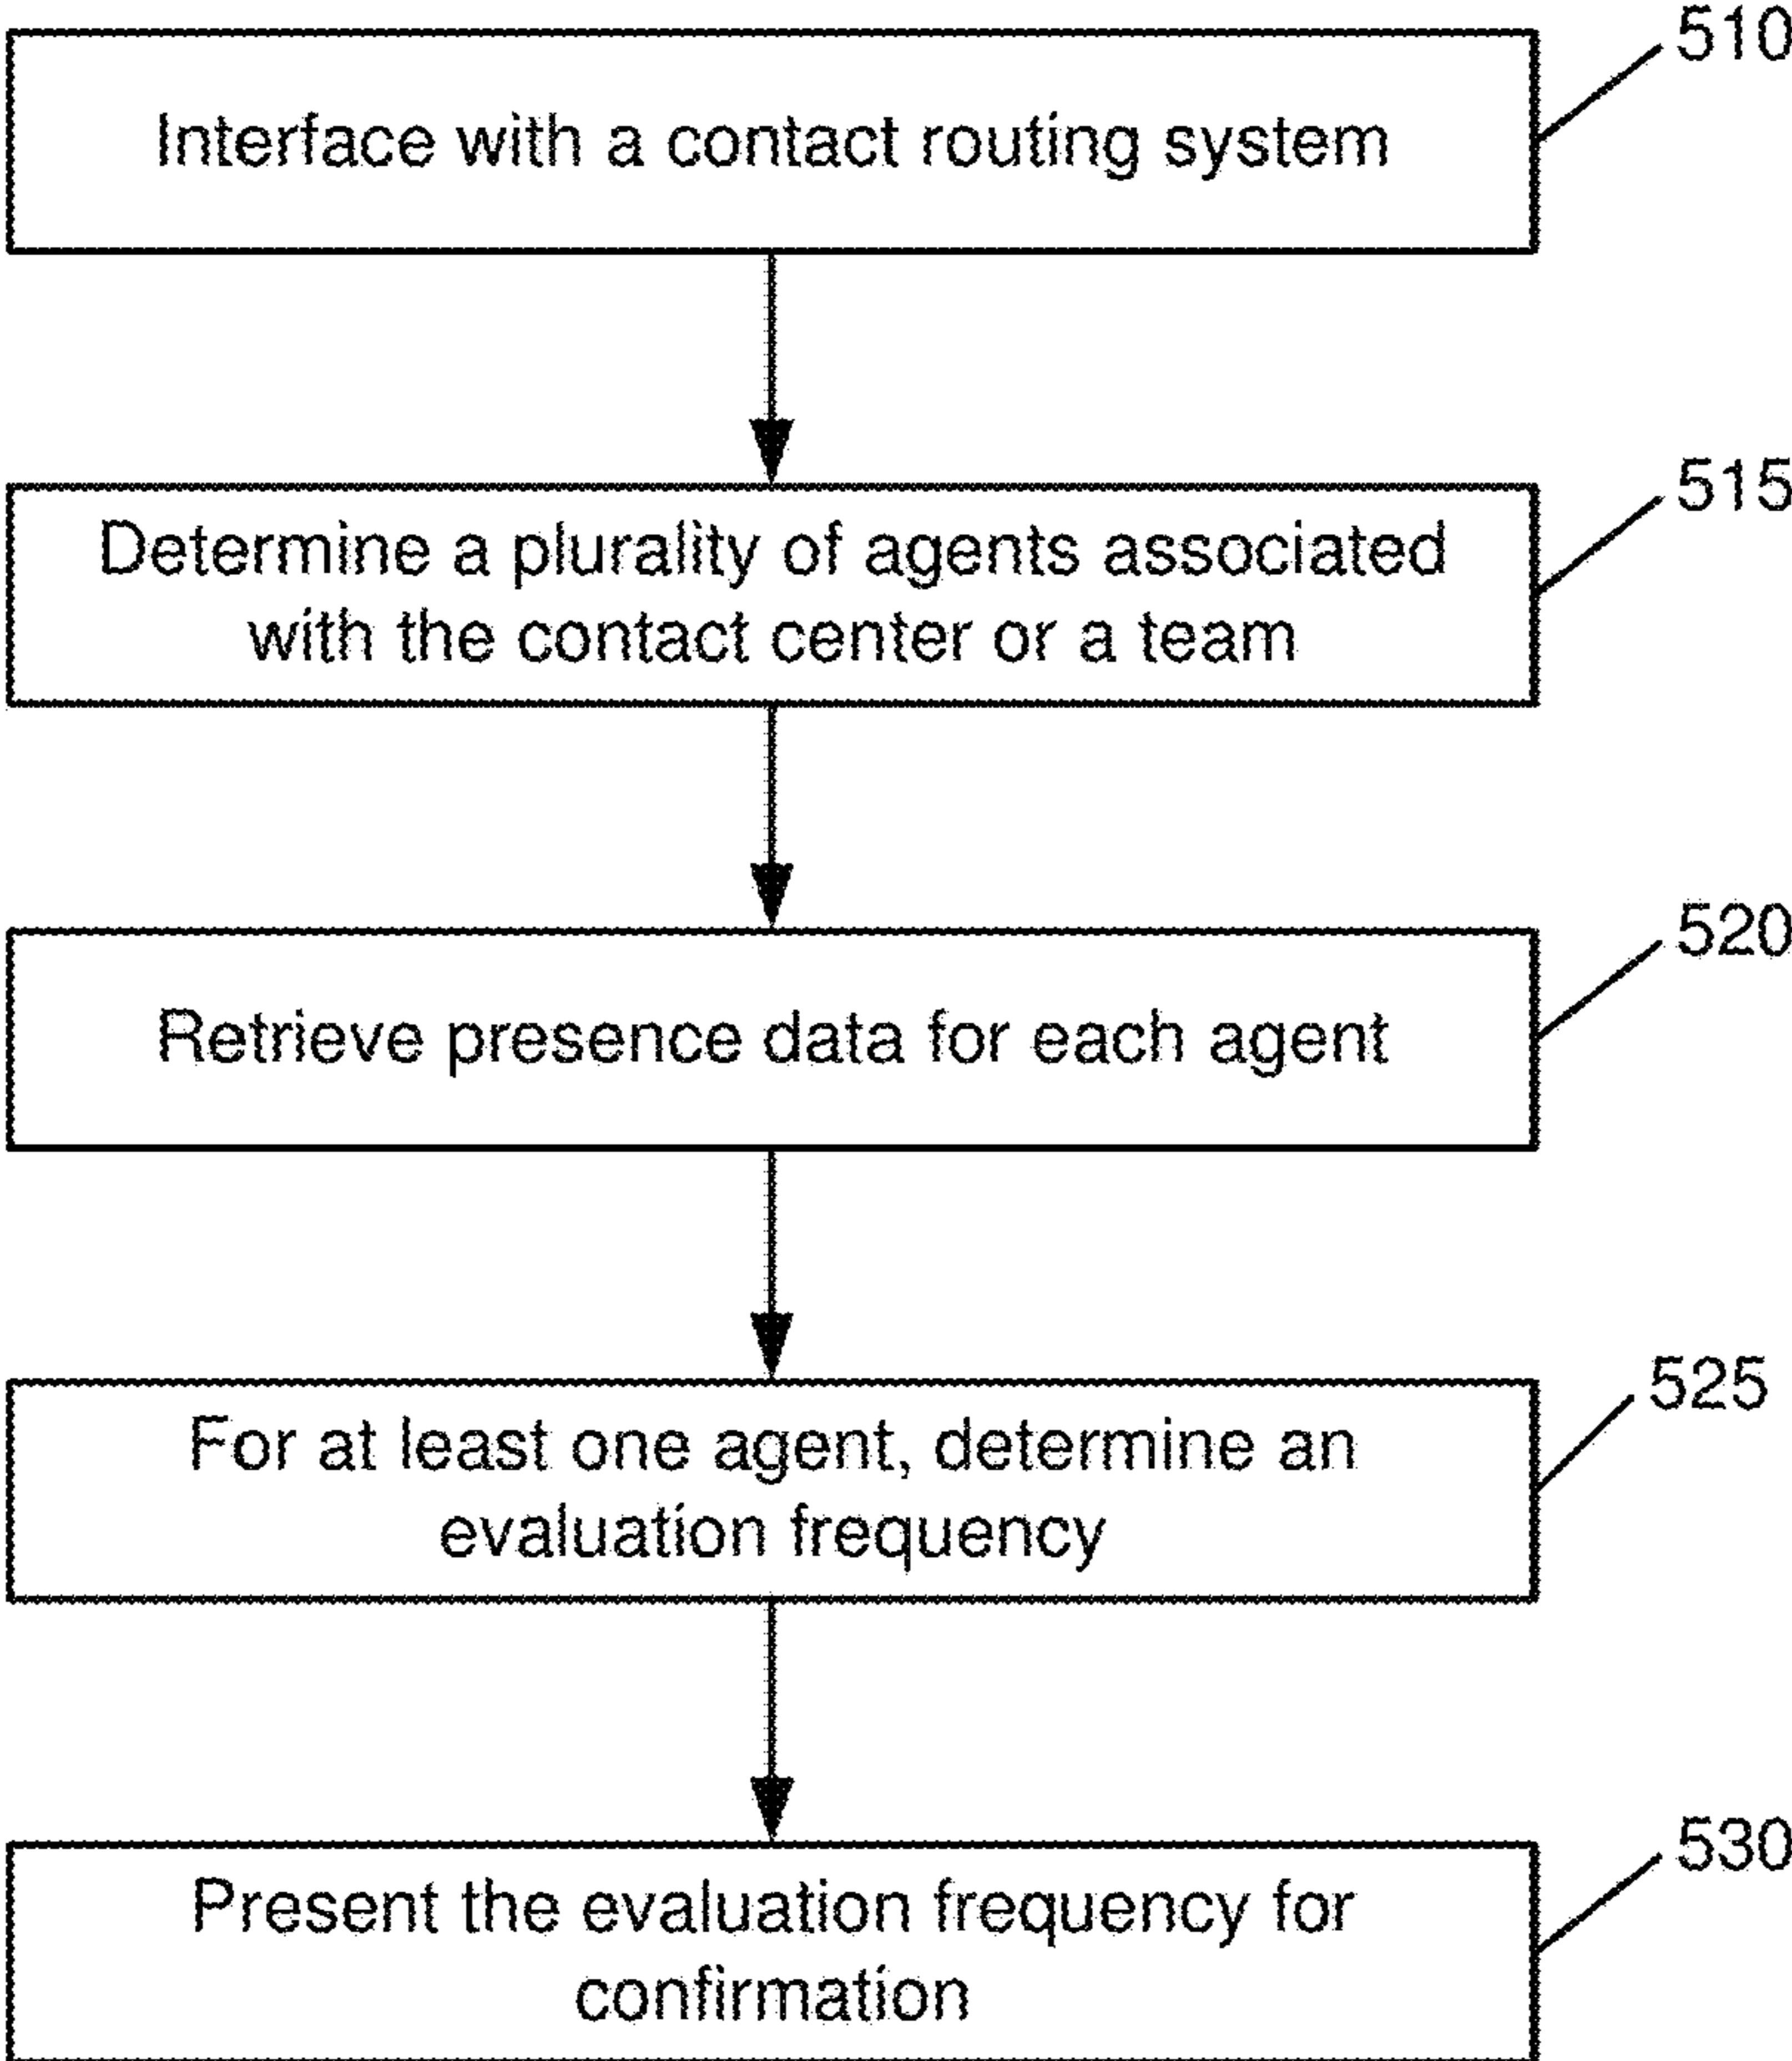 510
Interface with a contact routing system
515
Determine a plurality of agents associated
with the contact center or a team
520
Retrieve presence data for each agent
525
For at least one agent, determine an
evaluation frequency
530
Present the evaluation frequency for
confirmation